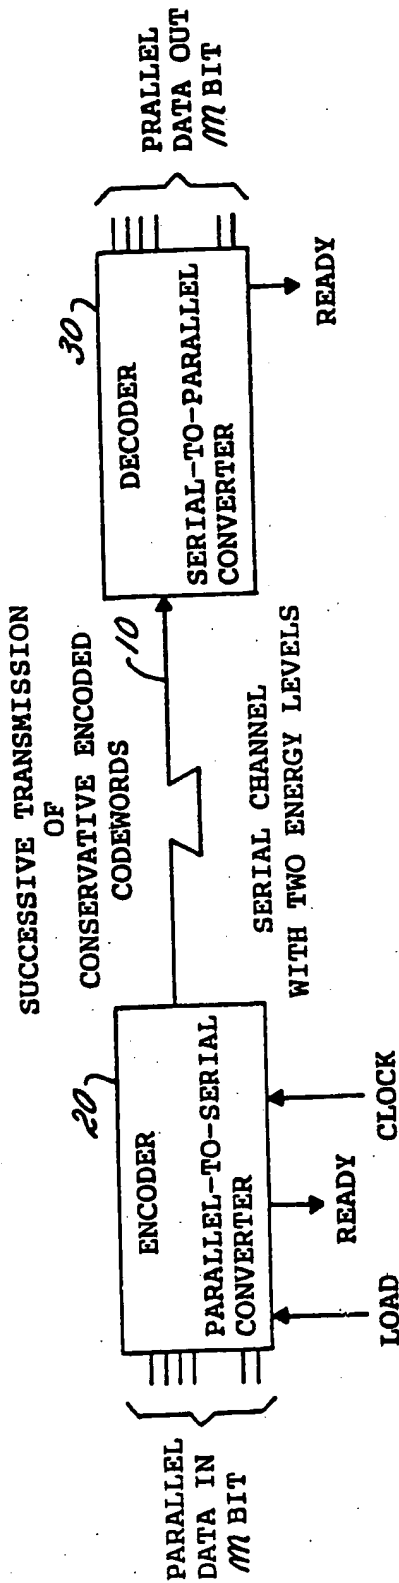 SUCCESSIVE TRANSMISSION
OF
CONSERVATIVE ENCODED
CODEWORDS
PARALLEL
DATA IN
m BIT
20
ENCODER
PARALLEL-TO-SERIAL
CONVERTER
LOAD
READY
CLOCK
10
SERIAL CHANNEL
WITH TWO ENERGY LEVELS
30
DECODER
SERIAL-TO-PARALLEL
CONVERTER
READY
PRALLEL
DATA OUT
m BIT